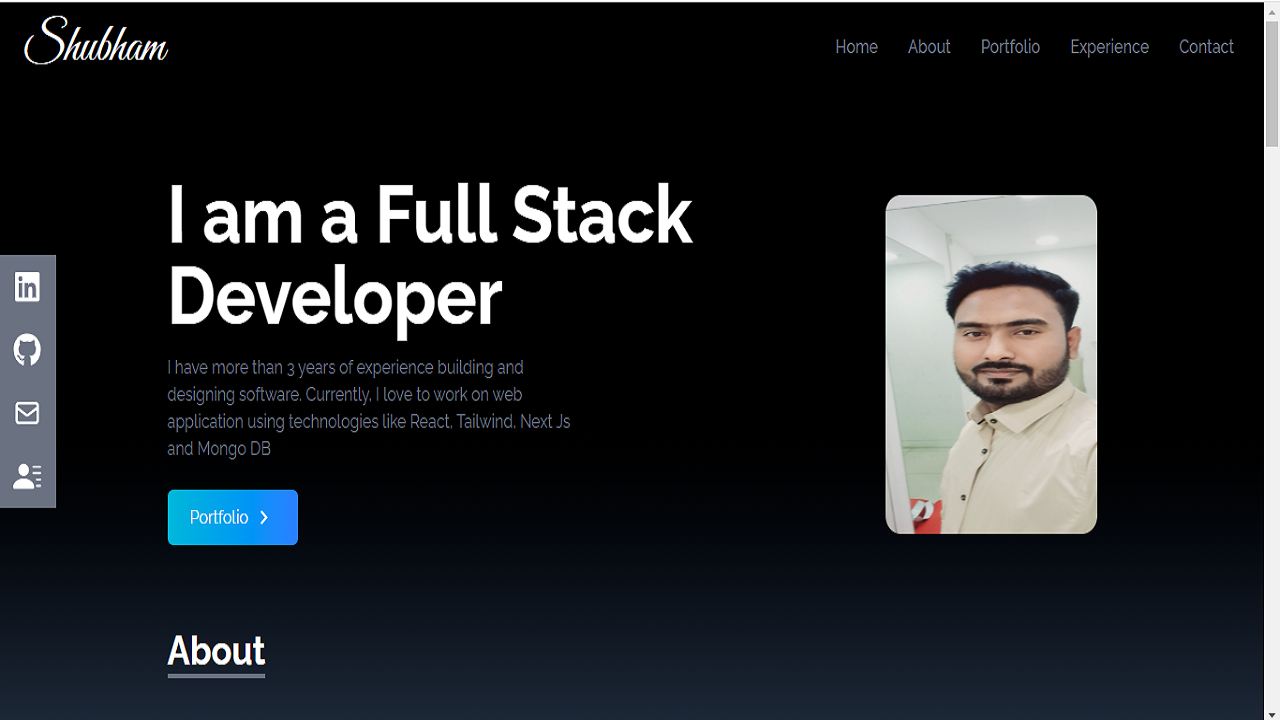 Shubham
Home About Portfolio Experience Contact
I am a Full Stack
Developer
I have more than 3 years of experience building and
designing software. Currently, I love to work on web
application using technologies like React, Tailwind, Next Js
and Mongo DB
in
Portfolio
About